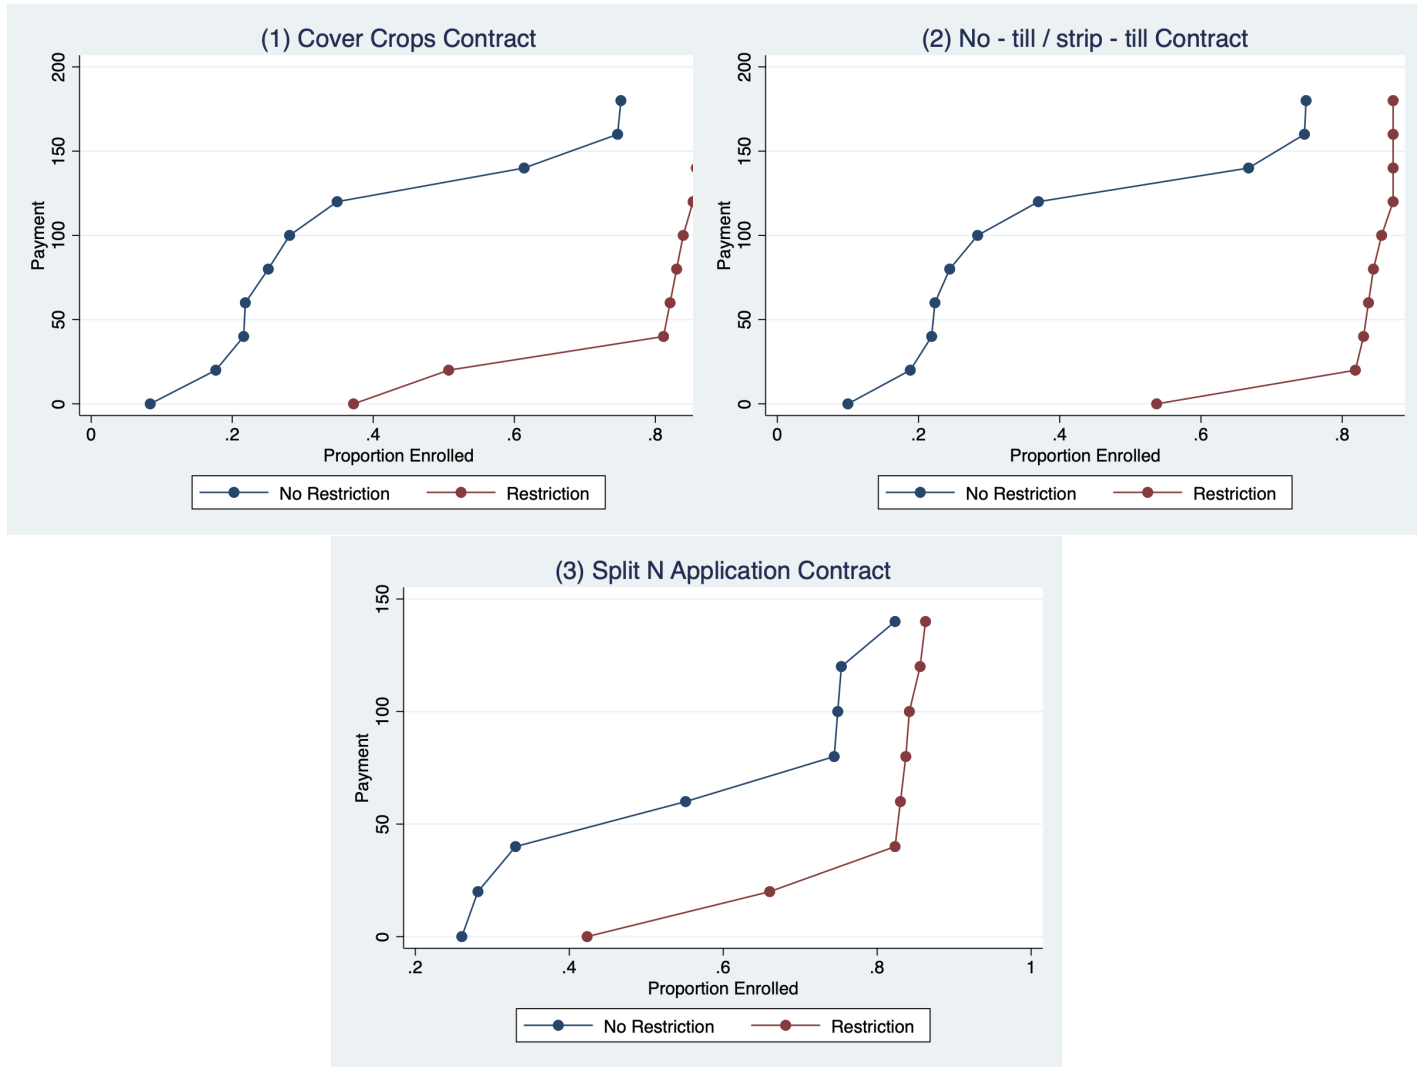 (1) Cover Crops Contract
200
150
100
50
0
Payment
0 .2 .4 .6 .8
Proportion Enrolled
No Restriction Restriction
(2) No - till / strip - till Contract
200
150
100
50
0
Payment
0 .2 .4 .6 .8
Proportion Enrolled
No Restriction Restriction
(3) Split N Application Contract
150
100
50
0
Payment
.2 .4 .6 .8 1
Proportion Enrolled
No Restriction Restriction